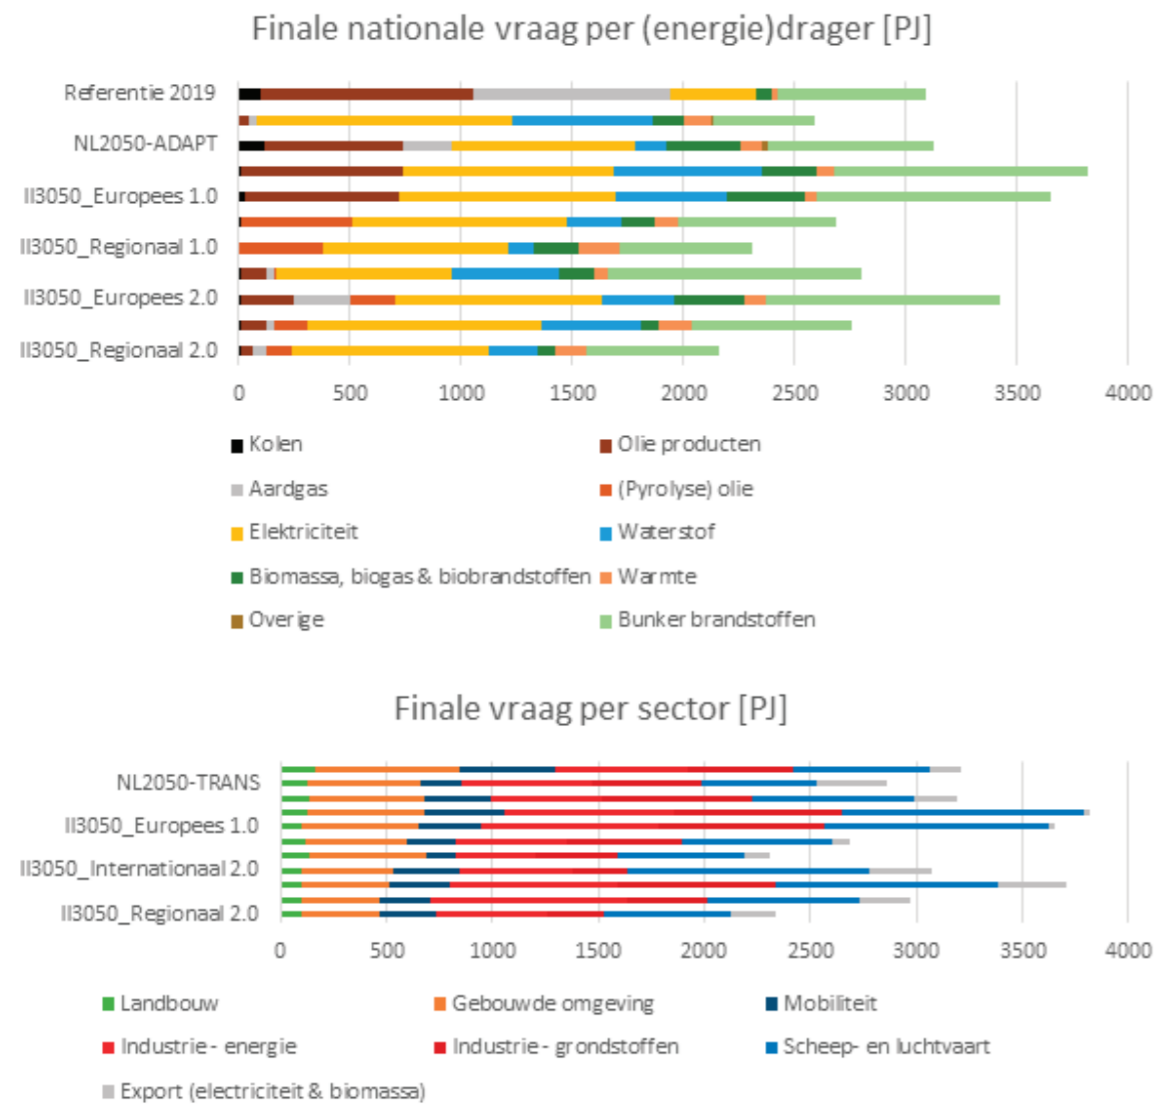 Finale nationale vraag per (energie)drager [PJ]
Referentie 2019
NL2050-ADAPT
II3050_Europees 1.0
II3050_Regionaal 1.0
II3050_Europees 2.0
II3050_Regionaal 2.0
0 500 1000 1500 2000 2500 3000 3500 4000
Kolen Olie producten
Aardgas (Pyrolyse) olie
Elektriciteit Waterstof
Biomassa, biogas & biobrandstoffen Warmte
Overige Bunker brandstoffen
Finale vraag per sector [PJ]
NL2050-TRANS
II3050_Europees 1.0
II3050_Internationaal 2.0
II3050_Regionaal 2.0
0 500 1000 1500 2000 2500 3000 3500 4000
Landbouw Gebouwde omgeving Mobiliteit
Industrie - energie Industrie - grondstoffen Scheep- en luchtvaart
Export (electriciteit & biomassa)